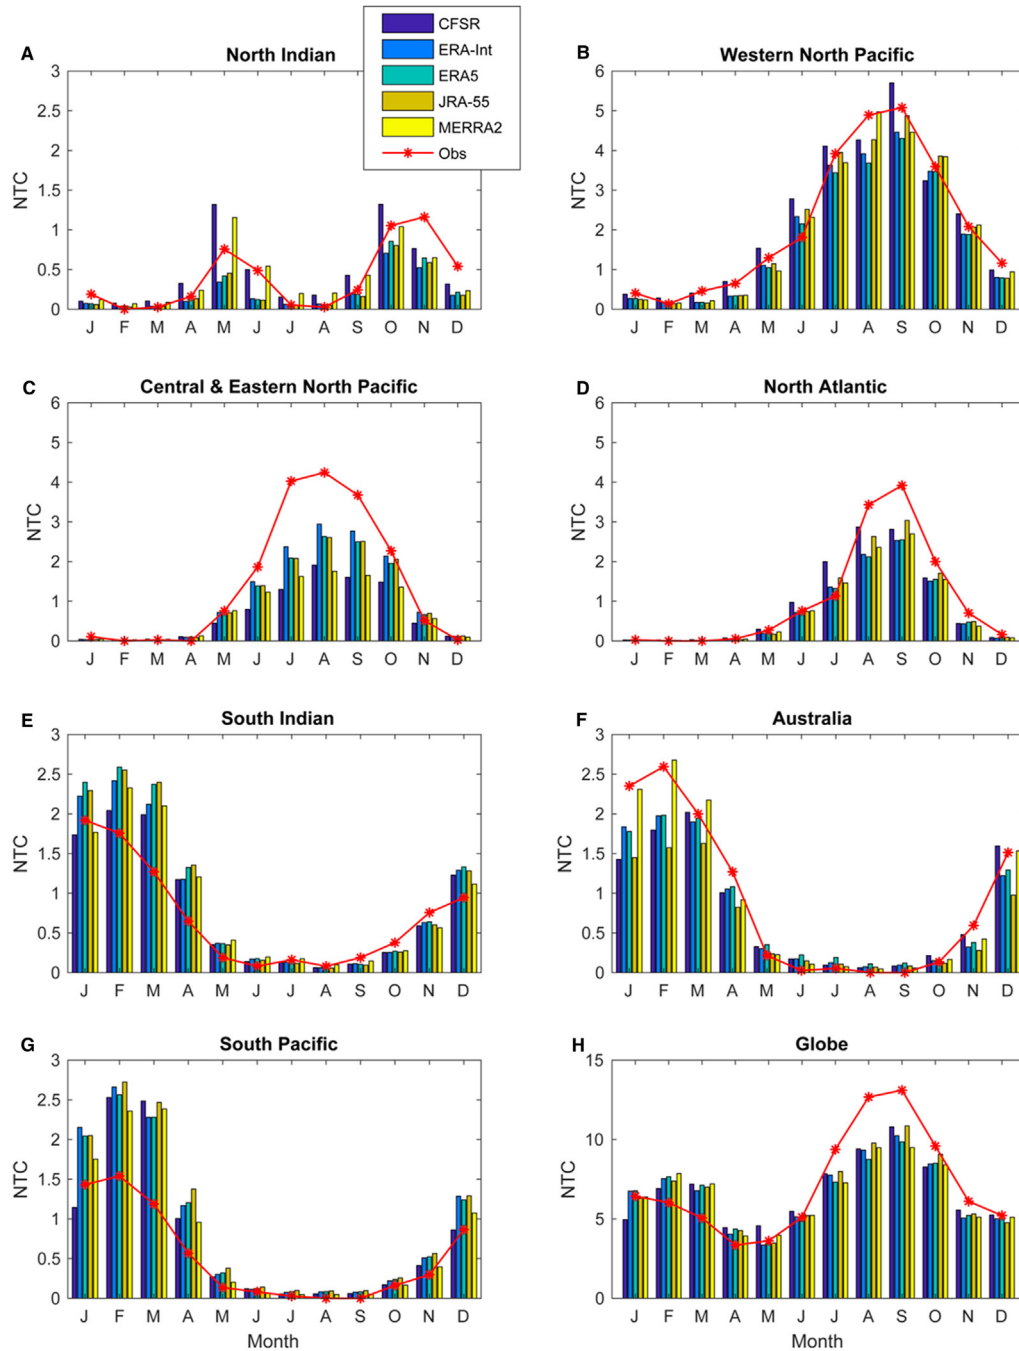 CFSR
ERA-Int
ERA5
JRA-55
MERRA2
Obs
A
North Indian
3
2.5
2
1.5
1
0.5
0
NTC
J F M A M J J A S O N D
B
Western North Pacific
6
5
4
3
2
1
0
NTC
J F M A M J J A S O N D
C
Central & Eastern North Pacific
6
5
4
3
2
1
0
NTC
J F M A M J J A S O N D
D
North Atlantic
6
5
4
3
2
1
0
NTC
J F M A M J J A S O N D
E
South Indian
3
2.5
2
1.5
1
0.5
0
NTC
J F M A M J J A S O N D
F
Australia
3
2.5
2
1.5
1
0.5
0
NTC
J F M A M J J A S O N D
G
South Pacific
3
2.5
2
1.5
1
0.5
0
NTC
J F M A M J J A S O N D
Month
H
Globe
15
10
5
0
NTC
J F M A M J J A S O N D
Month